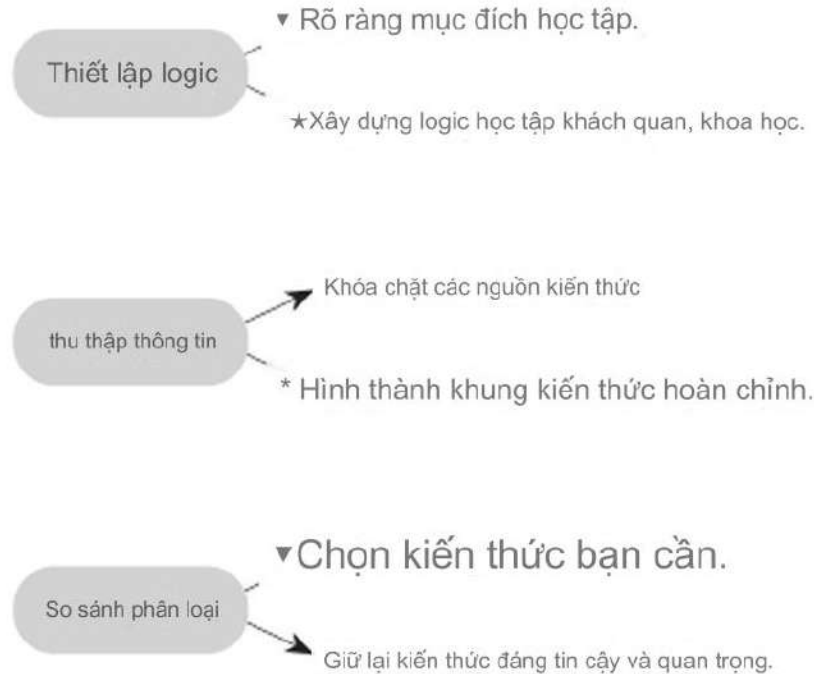 ▼ Rõ ràng mục đích học tập.
Thiết lập logic
★Xây dựng logic học tập khách quan, khoa học.
Khóa chặt các nguồn kiến thức
thu thập thông tin
* Hình thành khung kiến thức hoàn chỉnh.
▼Chọn kiến thức bạn cần.
So sánh phân loại
Giữ lại kiến thức đáng tin cậy và quan trọng.